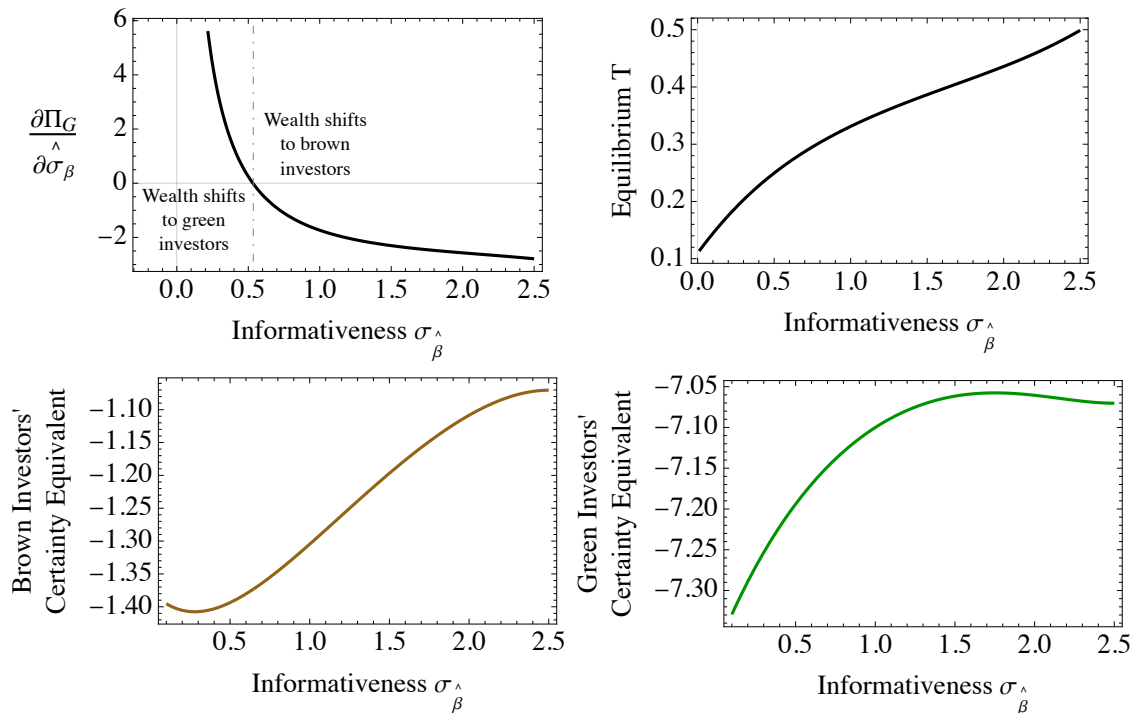 6
4
2
0
−2
∂Π_G
∂σ_β̂
Wealth shifts
to brown
investors
Wealth shifts
to green
investors
0.0 0.5 1.0 1.5 2.0 2.5
Informativeness σ_β̂
0.5
0.4
0.3
0.2
0.1
Equilibrium T
0.0 0.5 1.0 1.5 2.0 2.5
Informativeness σ_β̂
−1.10
−1.15
−1.20
−1.25
−1.30
−1.35
−1.40
Brown Investors'
Certainty Equivalent
0.5 1.0 1.5 2.0 2.5
Informativeness σ_β̂
−7.05
−7.10
−7.15
−7.20
−7.25
−7.30
Green Investors'
Certainty Equivalent
0.5 1.0 1.5 2.0 2.5
Informativeness σ_β̂